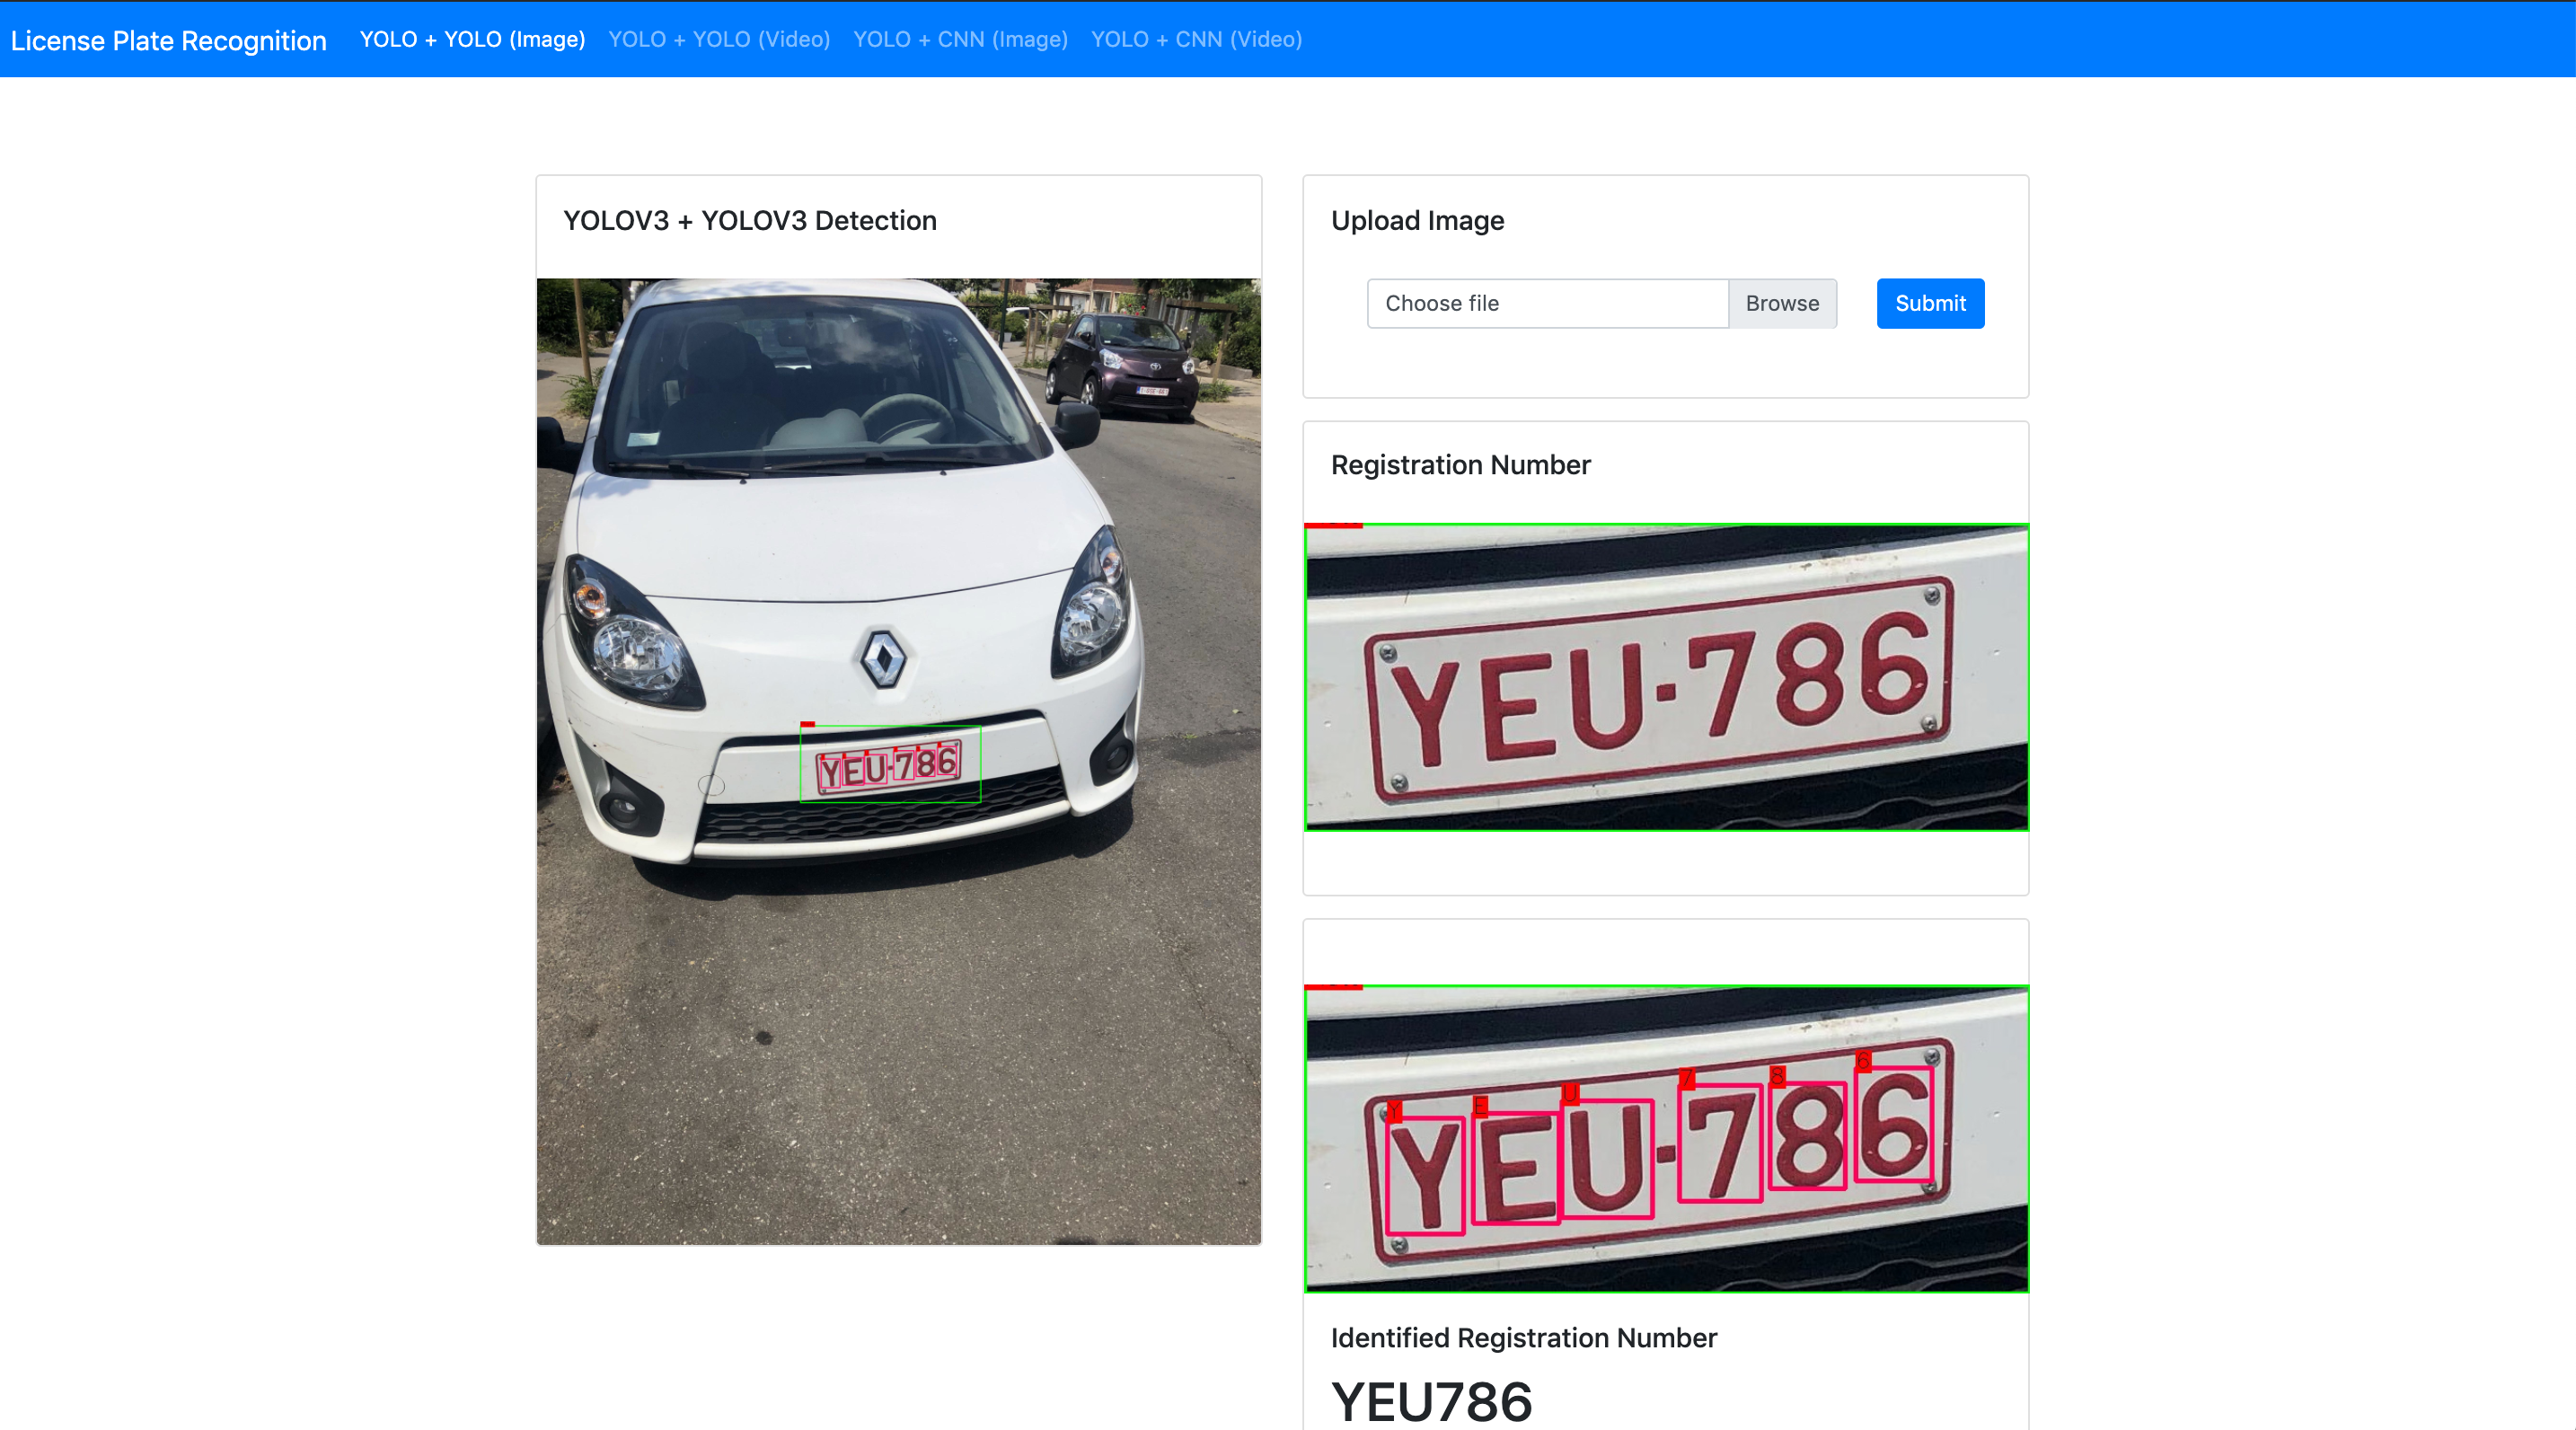 License Plate Recognition YOLO + YOLO (Image) YOLO + YOLO (Video) YOLO + CNN (Image) YOLO + CNN (Video)
YOLOV3 + YOLOV3 Detection
YEU·786
Upload Image
Choose file Browse Submit
Registration Number
YEU·786
Y E U 7 8 6
YEU·786
Identified Registration Number
YEU786